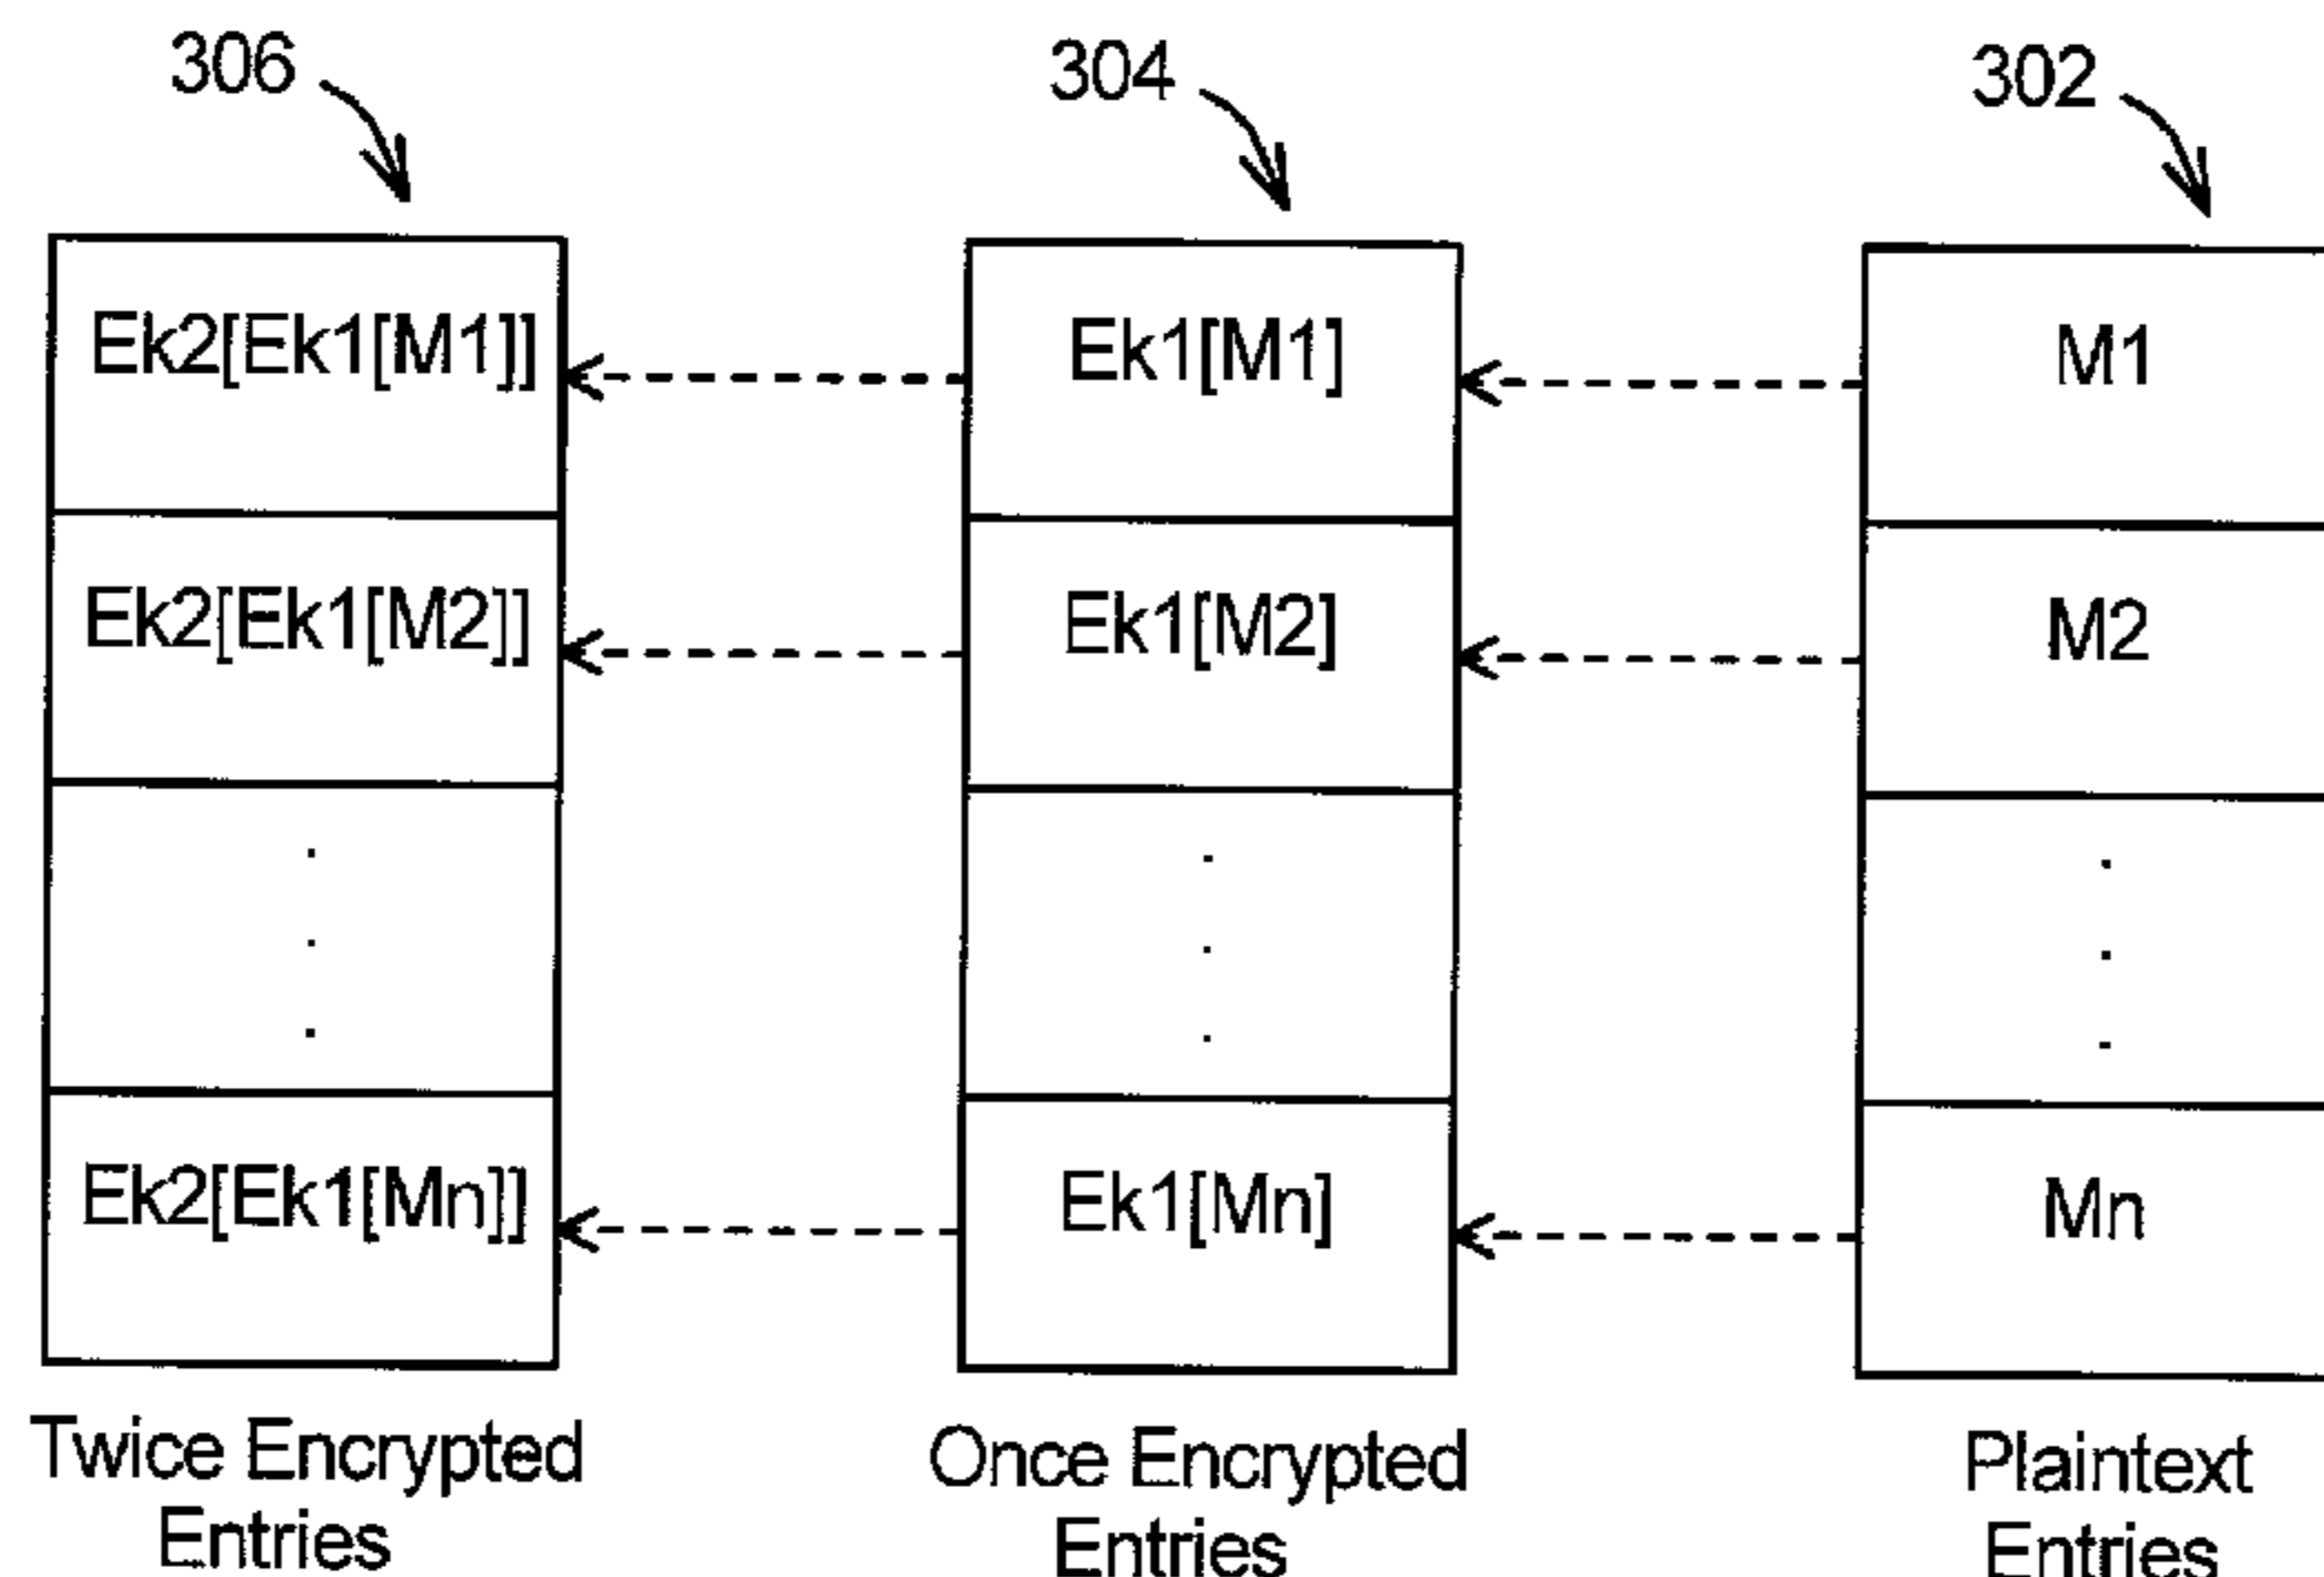 306
304
302
Ek2[Ek1[M1]]
Ek1[M1]
M1
Ek2[Ek1[M2]]
Ek1[M2]
M2
.
.
.
.
.
.
.
.
.
Ek2[Ek1[Mn]]
Ek1[Mn]
Mn
Twice Encrypted
Entries
Once Encrypted
Entries
Plaintext
Entries